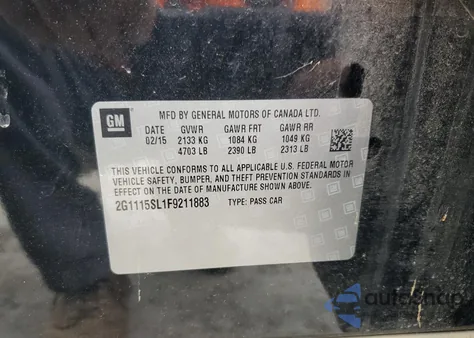 GM
MFD BY GENERAL MOTORS OF CANADA LTD.
DATE GVWR GAWR FRT GAWR RR
02/15 2133 KG 1084 KG 1049 KG
4703 LB 2390 LB 2313 LB
THIS VEHICLE CONFORMS TO ALL APPLICABLE U.S. FEDERAL MOTOR
VEHICLE SAFETY, BUMPER, AND THEFT PREVENTION STANDARDS IN
EFFECT ON THE DATE OF MANUFACTURE SHOWN ABOVE.
2G1115SL1F9211883 TYPE: PASS CAR
autosnap